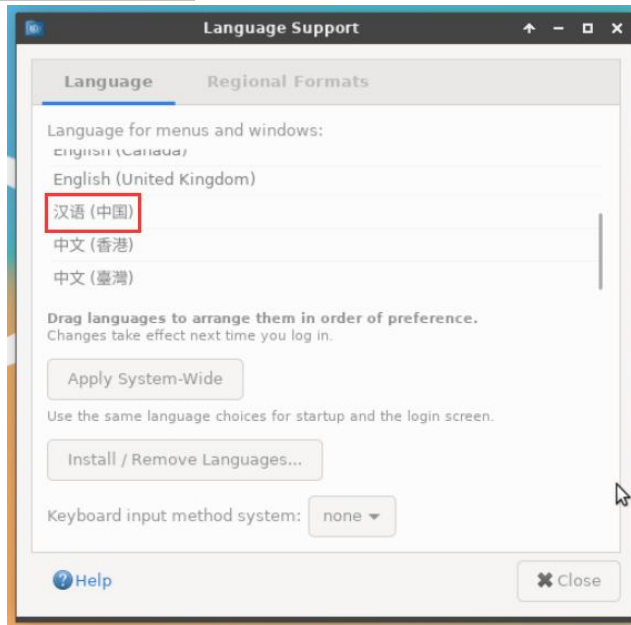 Language Support
Language Regional Formats
Language for menus and windows:
English (Canada)
English (United Kingdom)
汉语 (中国)
中文 (香港)
中文 (臺灣)
Drag languages to arrange them in order of preference.
Changes take effect next time you log in.
Apply System-Wide
Use the same language choices for startup and the login screen.
Install / Remove Languages...
Keyboard input method system: none
Help
Close